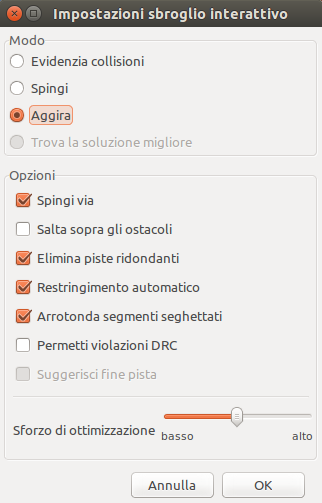 Impostazioni sbroglio interattivo
Modo
Evidenzia collisioni
Spingi
Aggira
Trova la soluzione migliore
Opzioni
Spingi via
Salta sopra gli ostacoli
Elimina piste ridondanti
Restringimento automatico
Arrotonda segmenti seghettati
Permetti violazioni DRC
Suggerisci fine pista
Sforzo di ottimizzazione
basso alto
Annulla OK